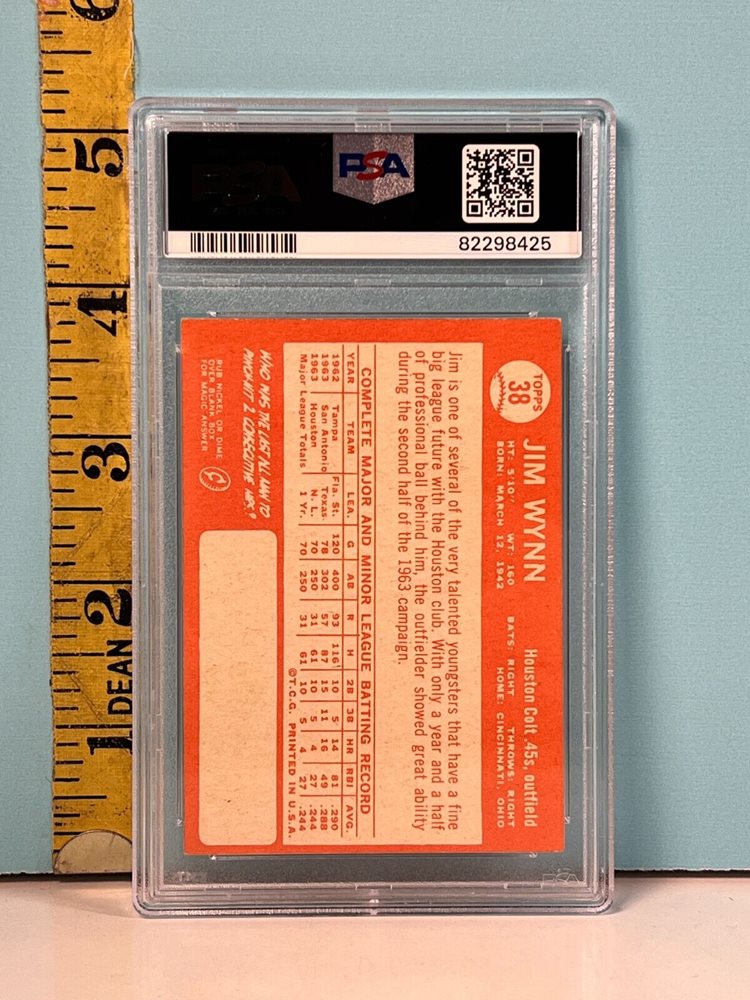 PSA
82298425
TOPPS
38
JIM WYNN
Houston Colt .45s, outfield
HT: 5'10" WT: 160 BATS: RIGHT THROWS: RIGHT
BORN: MARCH 12, 1942 HOME: CINCINNATI, OHIO
Jim is one of several of the very talented youngsters that have a fine
big league future with the Houston club. With only a year and a half
of professional ball behind him, the outfielder showed great ability
during the second half of the 1963 campaign.
COMPLETE MAJOR AND MINOR LEAGUE BATTING RECORD
YEAR TEAM LEA. G AB R H 2B 3B HR RBI AVG.
1962 Tampa Fla. St. 120 400 93 116 10 5 14 81 .290
1963 San Antonio Texas 78 302 57 87 15 11 16 49 .288
1963 Houston N. L. 70 250 31 61 10 5 4 27 .244
Major League Totals 1 Yr. 70 250 31 61 10 5 4 27 .244
©T.C.G. PRINTED IN U.S.A.
WHO WAS THE LAST N.L. MAN TO
PINCH-HIT 2 CONSECUTIVE HRS?
RUB NICKEL OR DIME
OVER BLANK BOX
FOR MAGIC ANSWER
5
4
3
2
1
DEAN
PSA